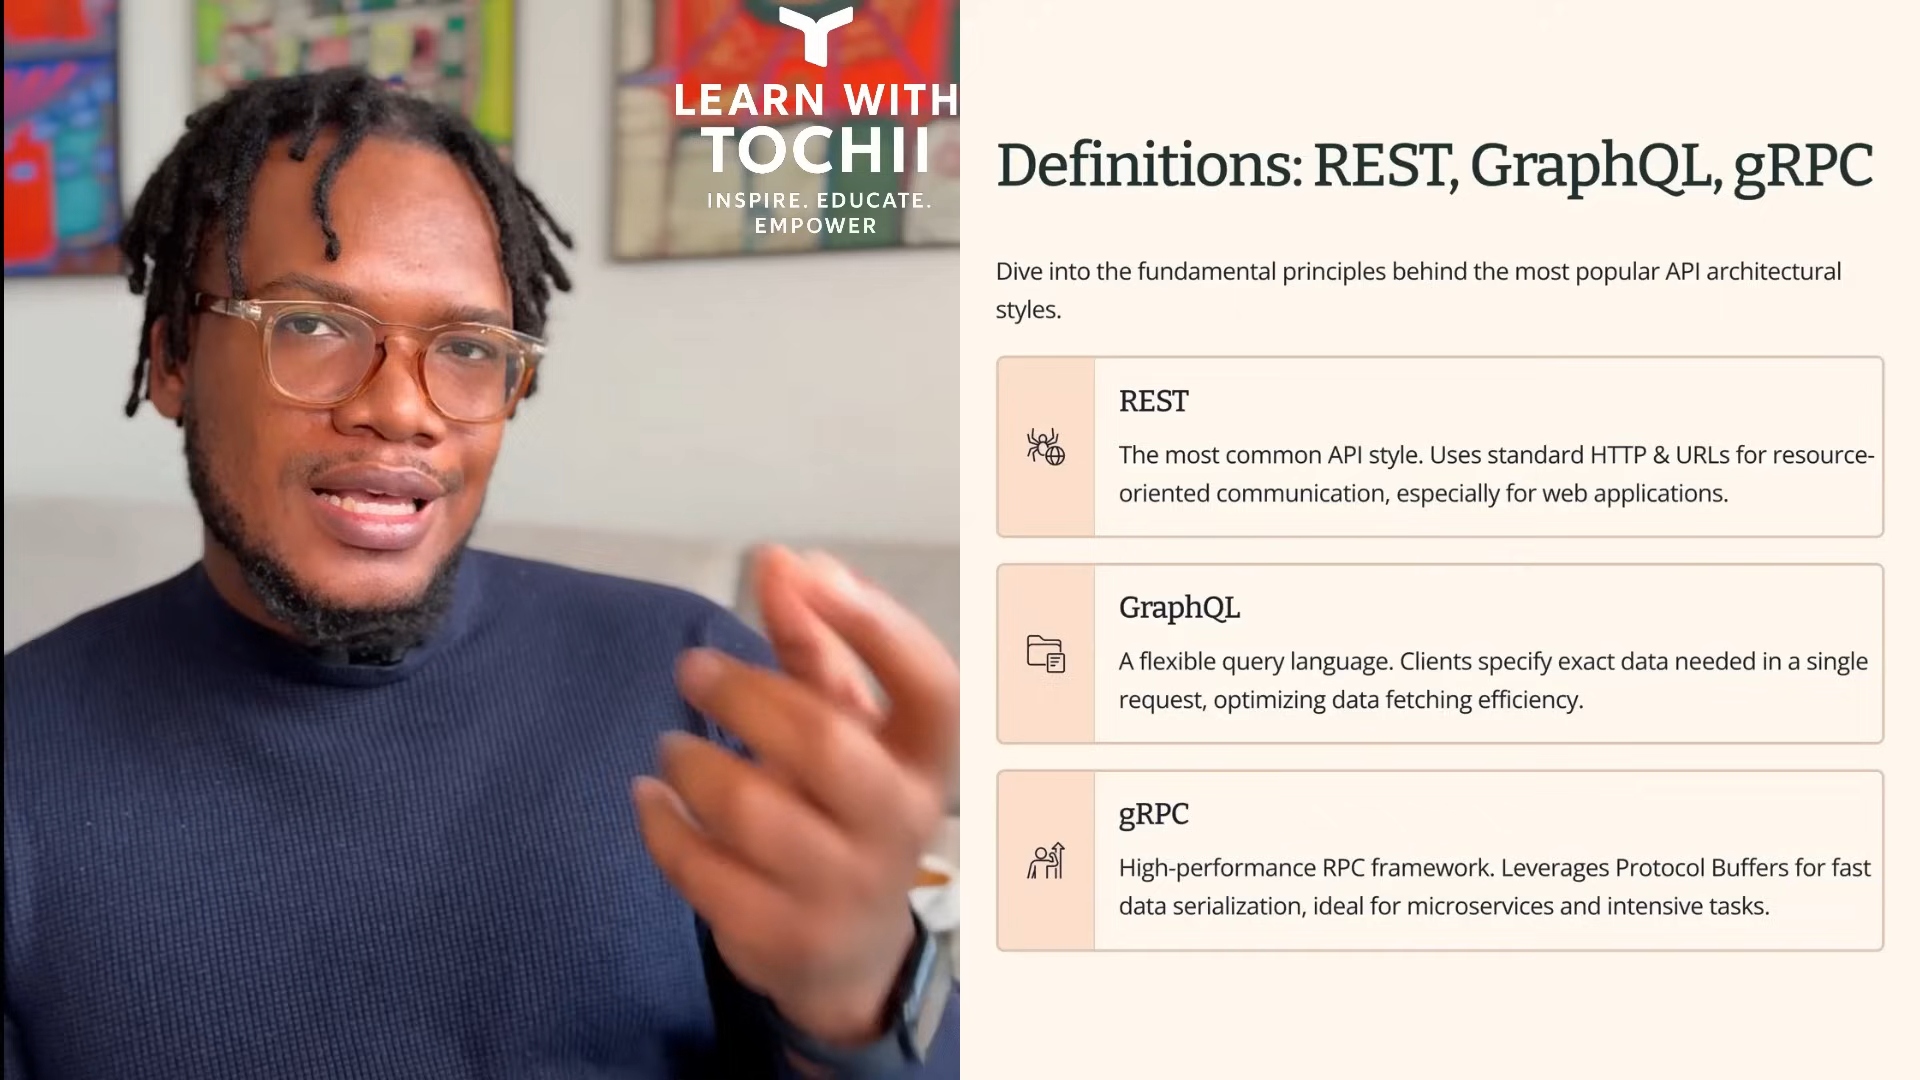 LEARN WITH
TOCHII
INSPIRE. EDUCATE.
EMPOWER
Definitions: REST, GraphQL, gRPC
Dive into the fundamental principles behind the most popular API architectural
styles.
REST
The most common API style. Uses standard HTTP & URLs for resource-
oriented communication, especially for web applications.
GraphQL
A flexible query language. Clients specify exact data needed in a single
request, optimizing data fetching efficiency.
gRPC
High-performance RPC framework. Leverages Protocol Buffers for fast
data serialization, ideal for microservices and intensive tasks.